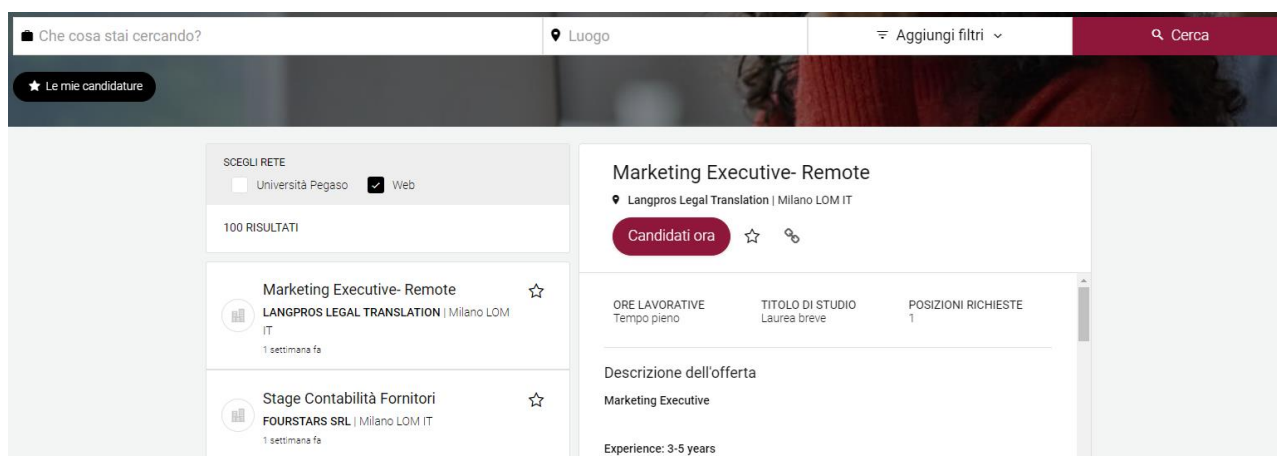 Che cosa stai cercando?
Luogo
Aggiungi filtri
Cerca
Le mie candidature
SCEGLI RETE
Università Pegaso
Web
100 RISULTATI
Marketing Executive- Remote
LANGPROS LEGAL TRANSLATION | Milano LOM
IT
1 settimana fa
Stage Contabilità Fornitori
FOURSTARS SRL | Milano LOM IT
1 settimana fa
Marketing Executive- Remote
Langpros Legal Translation | Milano LOM IT
Candidati ora
ORE LAVORATIVE
Tempo pieno
TITOLO DI STUDIO
Laurea breve
POSIZIONI RICHIESTE
1
Descrizione dell'offerta
Marketing Executive
Experience: 3-5 years